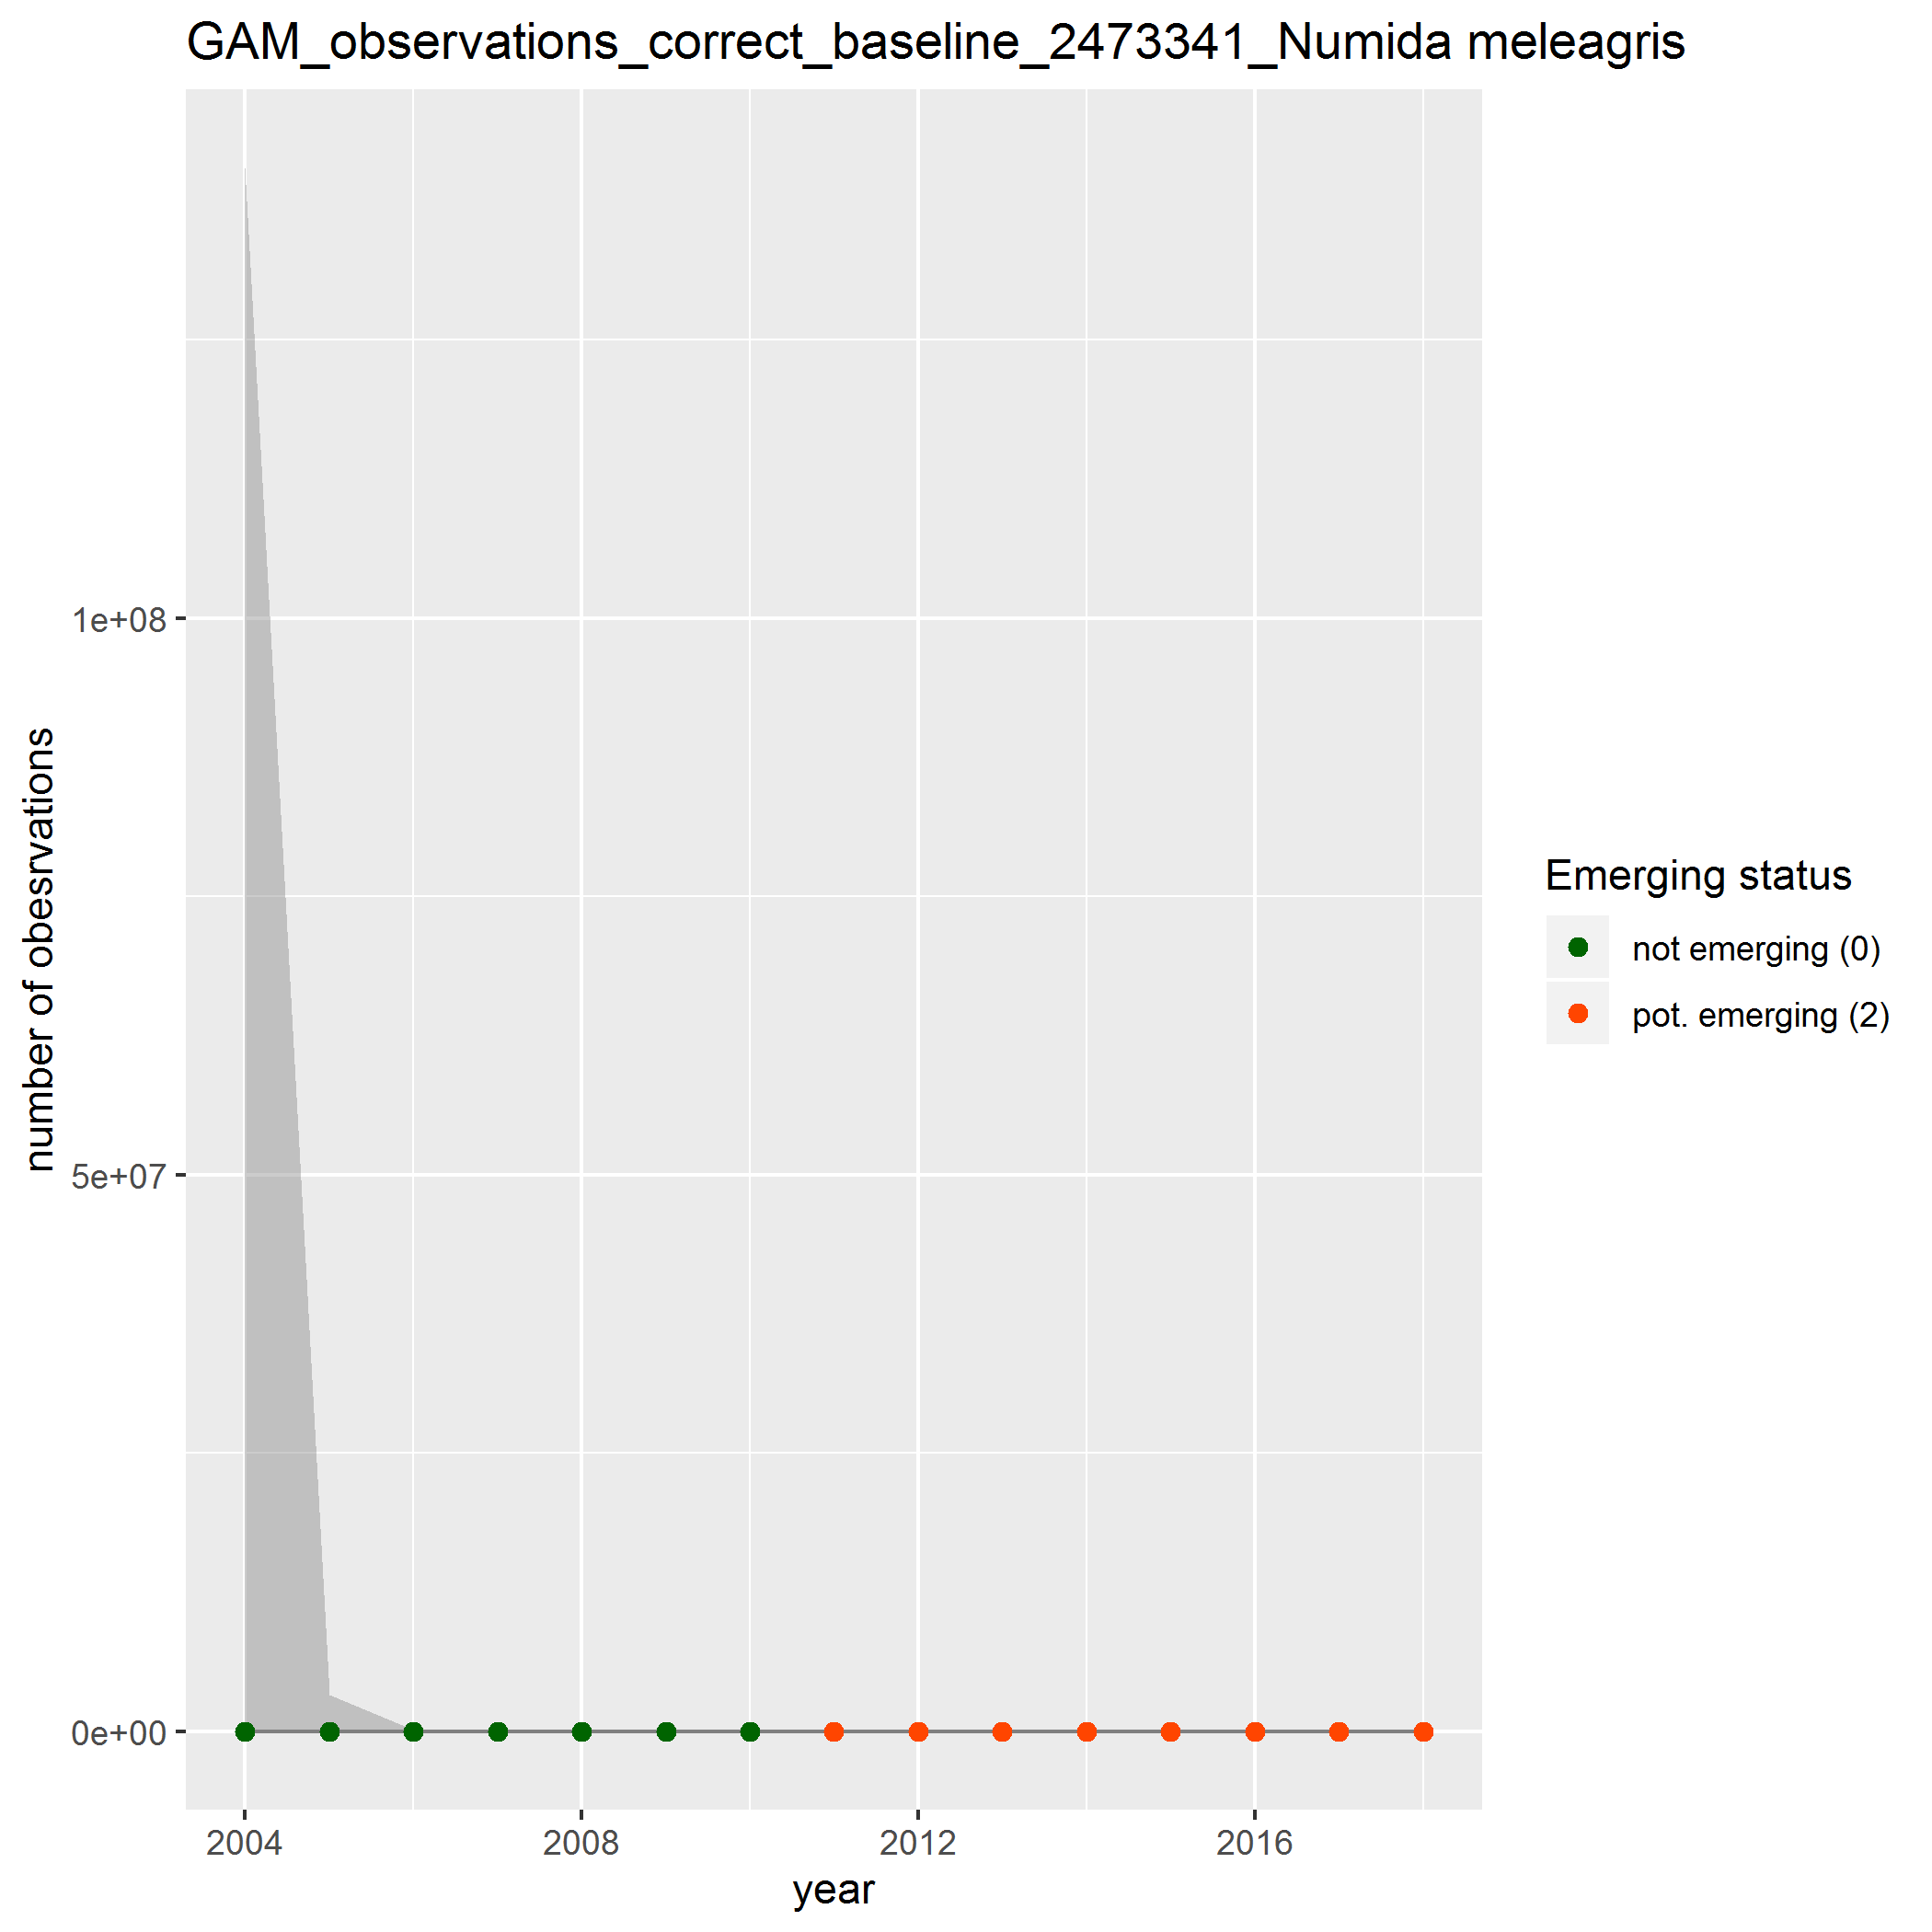 GAM_observations_correct_baseline_2473341_Numida meleagris
number of obesrvations
1e+08
5e+07
0e+00
2004 2008 2012 2016
year
Emerging status
not emerging (0)
pot. emerging (2)